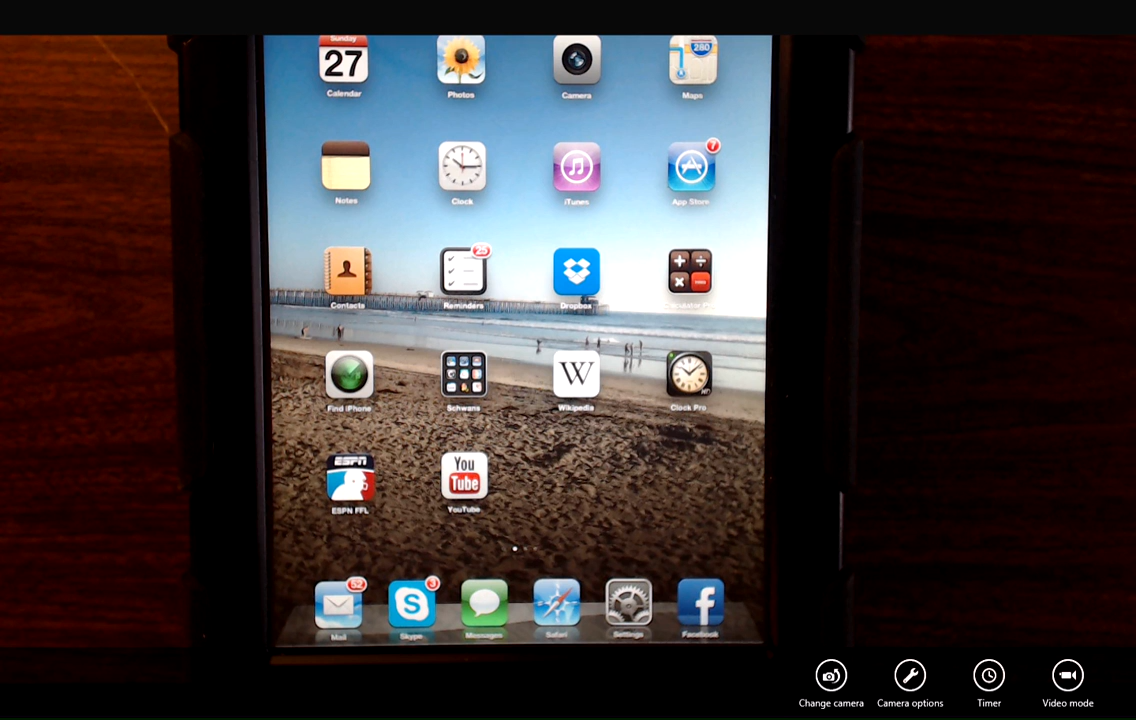 Sunday
27
280
Calendar
Photos
Camera
Maps
7
Notes
Clock
iTunes
App Store
25
Contacts
Reminders
Dropbox
W
Find iPhone
Schwans
Wikipedia
Clock Pro
ESPN
You
Tube
ESPN FFL
YouTube
52
3
S
f
Mail
Skype
Messages
Safari
Settings
Facebook
Change camera
Camera options
Timer
Video mode